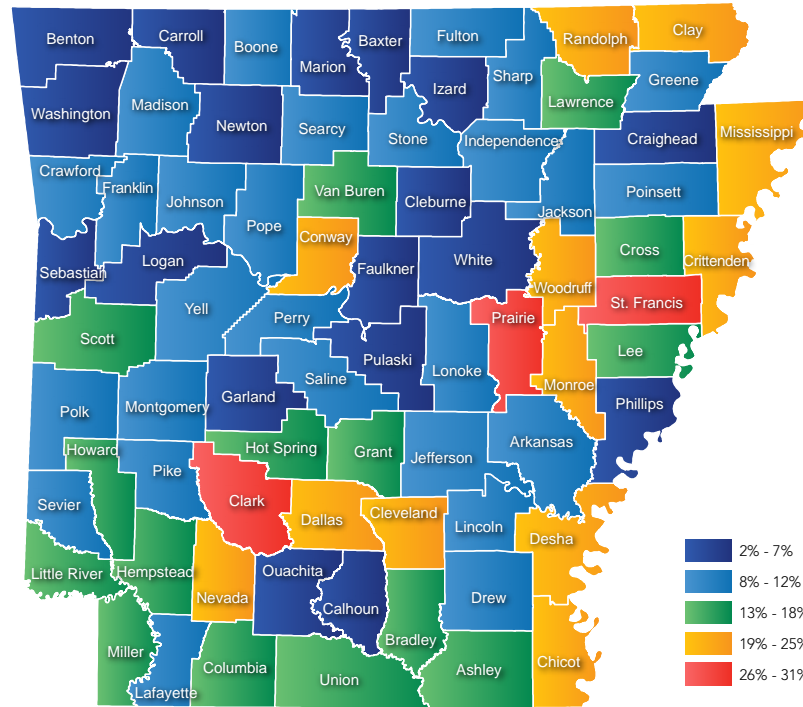 Benton
Carroll
Boone
Marion
Baxter
Fulton
Randolph
Clay
Sharp
Izard
Lawrence
Greene
Washington
Madison
Newton
Searcy
Stone
Independence
Craighead
Mississippi
Crawford
Franklin
Johnson
Pope
Van Buren
Cleburne
Jackson
Poinsett
Conway
Sebastian
Logan
Faulkner
White
Woodruff
Cross
Crittenden
Yell
Perry
Prairie
St. Francis
Scott
Pulaski
Lonoke
Lee
Monroe
Polk
Montgomery
Garland
Saline
Phillips
Howard
Pike
Hot Spring
Grant
Jefferson
Arkansas
Sevier
Clark
Dallas
Cleveland
Lincoln
Desha
Little River
Hempstead
Nevada
Ouachita
Calhoun
Bradley
Drew
Miller
Lafayette
Columbia
Union
Ashley
Chicot
2% - 7%
8% - 12%
13% - 18%
19% - 25%
26% - 31%